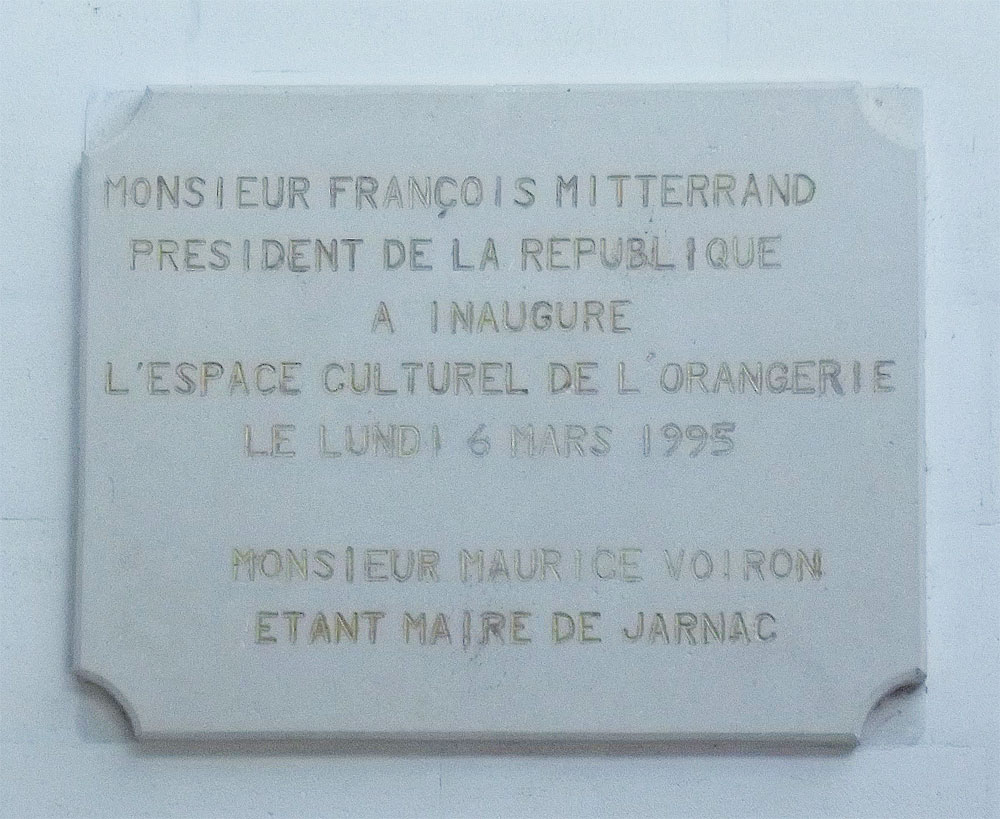 MONSIEUR FRANÇOIS MITTERRAND
PRESIDENT DE LA REPUBLIQUE
A INAUGURE
L'ESPACE CULTUREL DE L'ORANGERIE
LE LUNDI 6 MARS 1995
MONSIEUR MAURICE VOIRON
ETANT MAIRE DE JARNAC